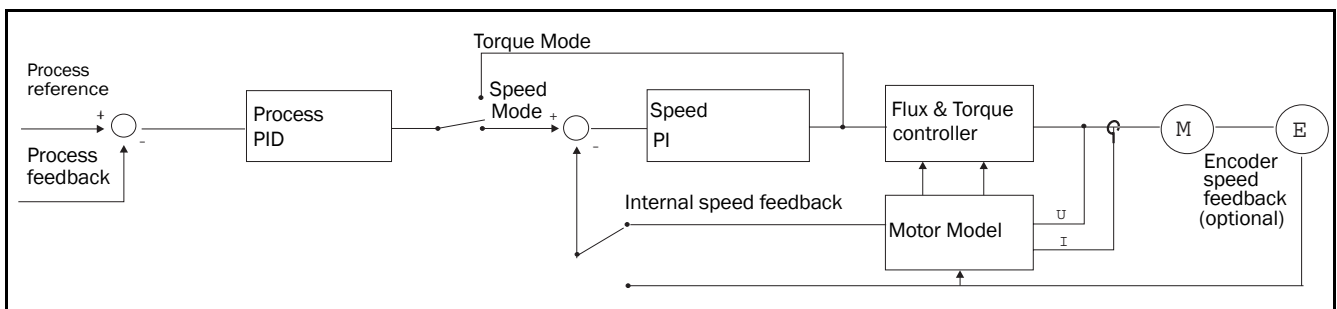 Torque Mode
Process
reference
+
-
Process
feedback
Process
PID
Speed
Mode
+
-
Speed
PI
Flux & Torque
controller
M
E
Encoder
speed
feedback
(optional)
Internal speed feedback
Motor Model
U
I